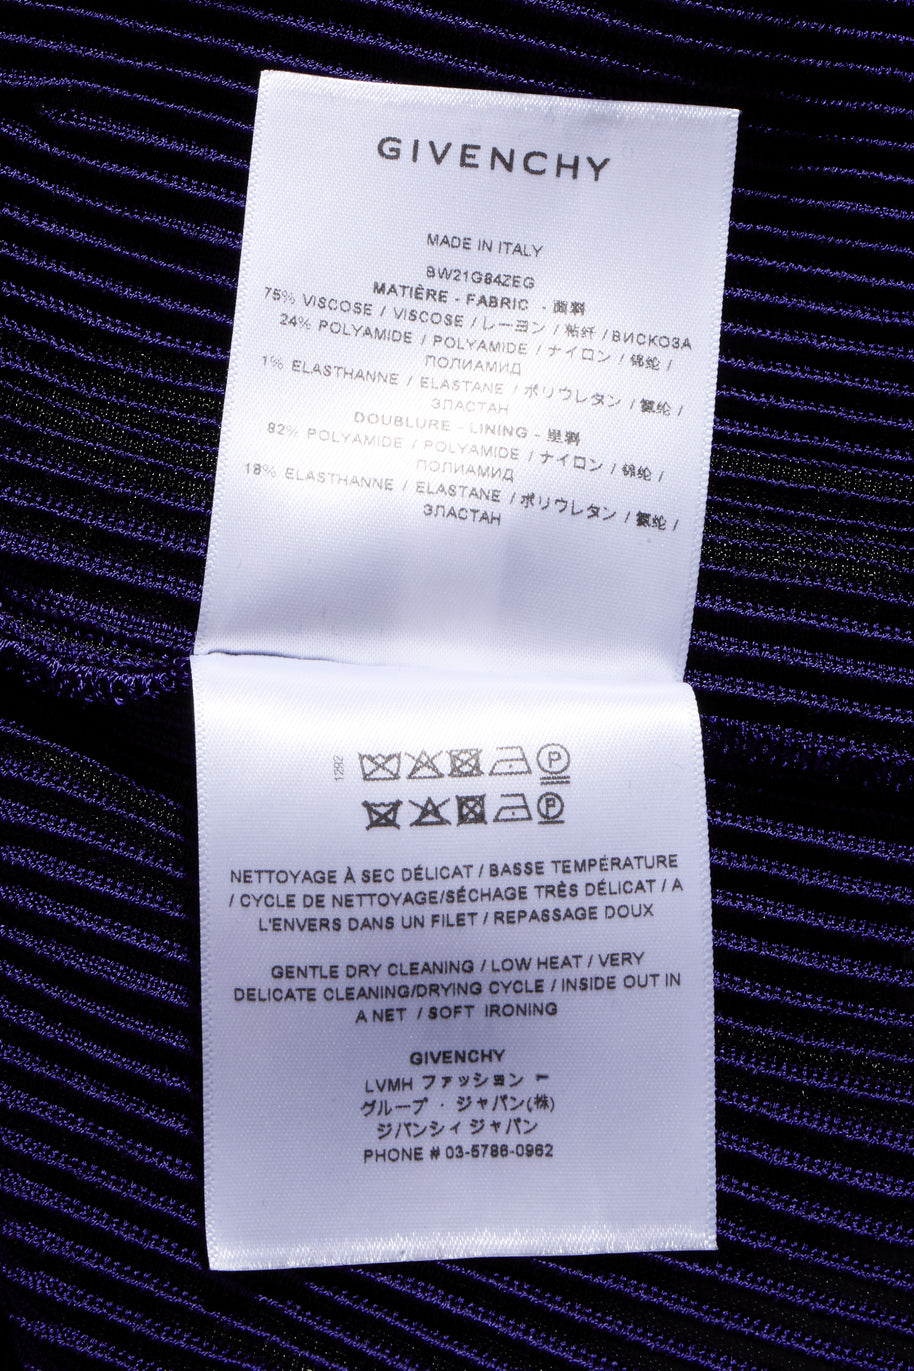 GIVENCHY
MADE IN ITALY
BW21G84ZEG
MATIÈRE - FABRIC - 面料
75% VISCOSE / VISCOSE / レーヨン / 粘纤 / ВИСКОЗА
24% POLYAMIDE / POLYAMIDE / ナイロン / 锦纶 /
ПОЛИАМИД
1% ELASTHANNE / ELASTANE / ポリウレタン / 氨纶 /
ЭЛАСТАН
DOUBLURE - LINING - 里料
82% POLYAMIDE / POLYAMIDE / ナイロン / 锦纶 /
ПОЛИАМИД
18% ELASTHANNE / ELASTANE / ポリウレタン / 氨纶 /
ЭЛАСТАН
1292
P
P
NETTOYAGE À SEC DÉLICAT / BASSE TEMPÉRATURE
/ CYCLE DE NETTOYAGE/SÉCHAGE TRÈS DÉLICAT / A
L'ENVERS DANS UN FILET / REPASSAGE DOUX
GENTLE DRY CLEANING / LOW HEAT / VERY
DELICATE CLEANING/DRYING CYCLE / INSIDE OUT IN
A NET / SOFT IRONING
GIVENCHY
LVMH ファッション ー
グループ · ジャパン(株)
ジバンシィ ジャパン
PHONE # 03-5786-0962